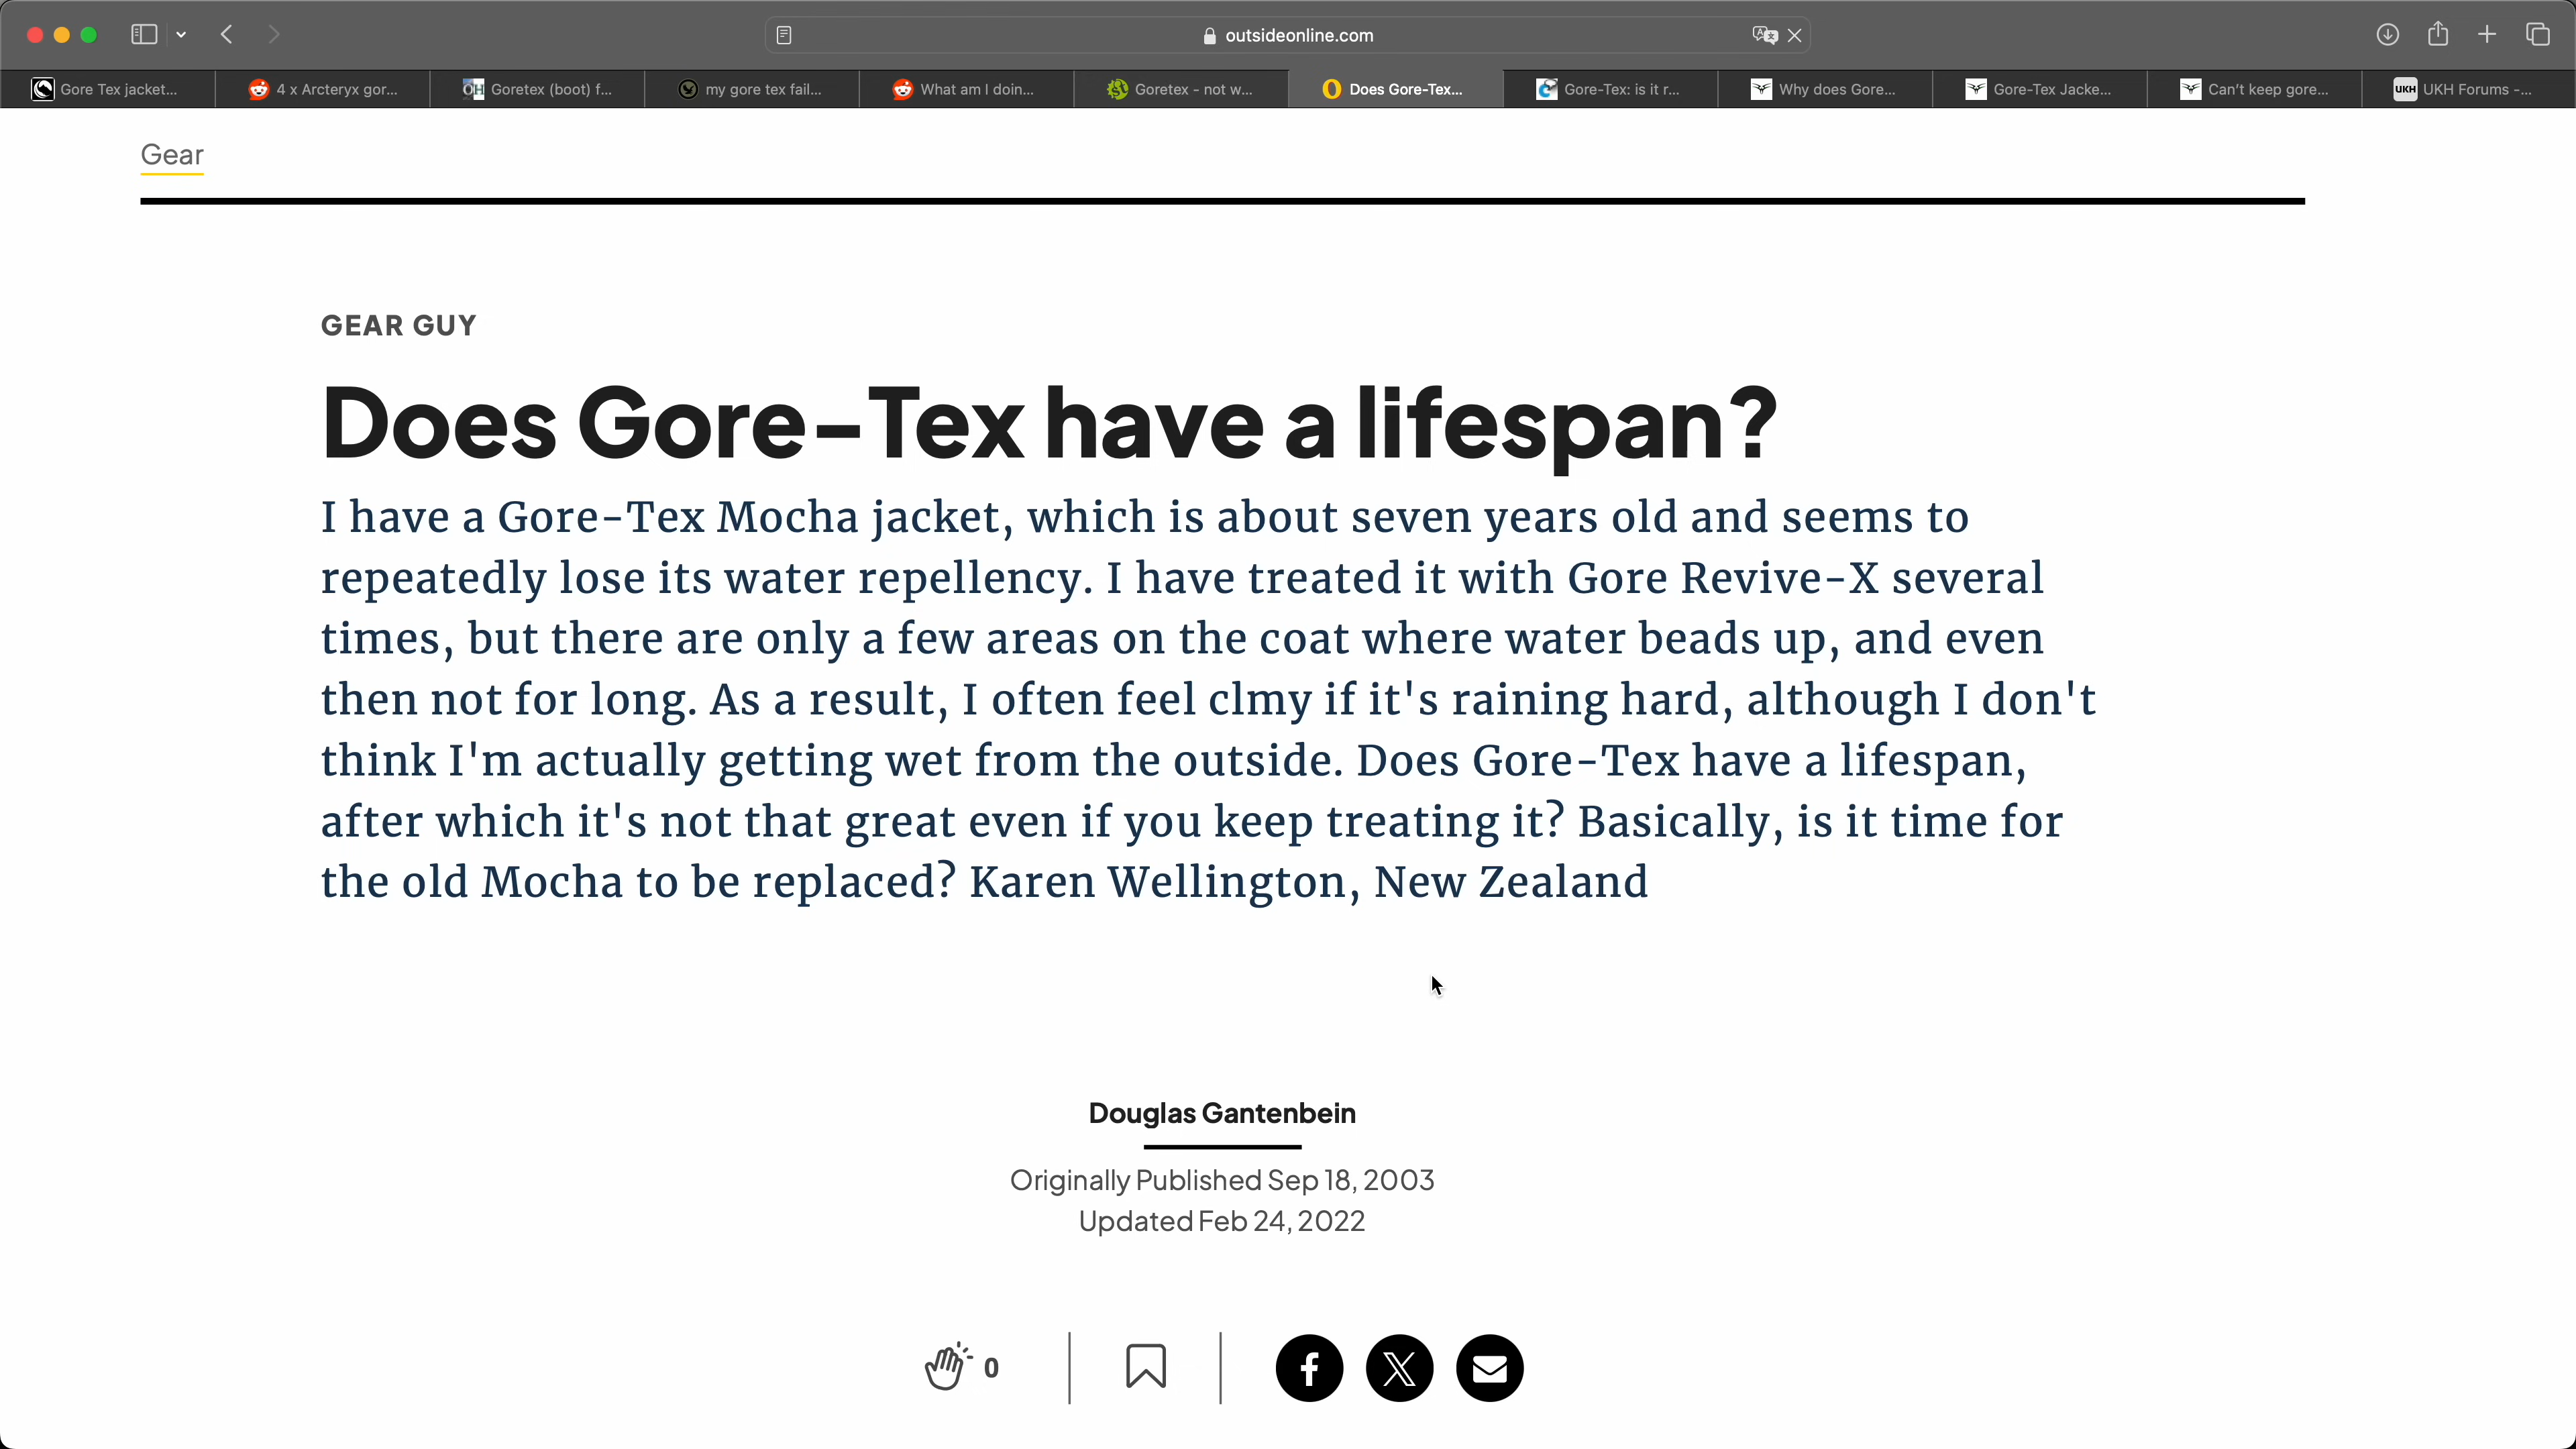 outsideonline.com
Gore Tex jacket...
4 x Arcteryx gor...
Goretex (boot) f...
my gore tex fail...
What am I doin...
Goretex - not w...
Does Gore-Tex...
Gore-Tex: is it r...
Why does Gore...
Gore-Tex Jacke...
Can't keep gore...
UKH
UKH Forums -...
Gear
GEAR GUY
Does Gore-Tex have a lifespan?
I have a Gore-Tex Mocha jacket, which is about seven years old and seems to
repeatedly lose its water repellency. I have treated it with Gore Revive-X several
times, but there are only a few areas on the coat where water beads up, and even
then not for long. As a result, I often feel clmy if it's raining hard, although I don't
think I'm actually getting wet from the outside. Does Gore-Tex have a lifespan,
after which it's not that great even if you keep treating it? Basically, is it time for
the old Mocha to be replaced? Karen Wellington, New Zealand
Douglas Gantenbein
Originally Published Sep 18, 2003
Updated Feb 24, 2022
0